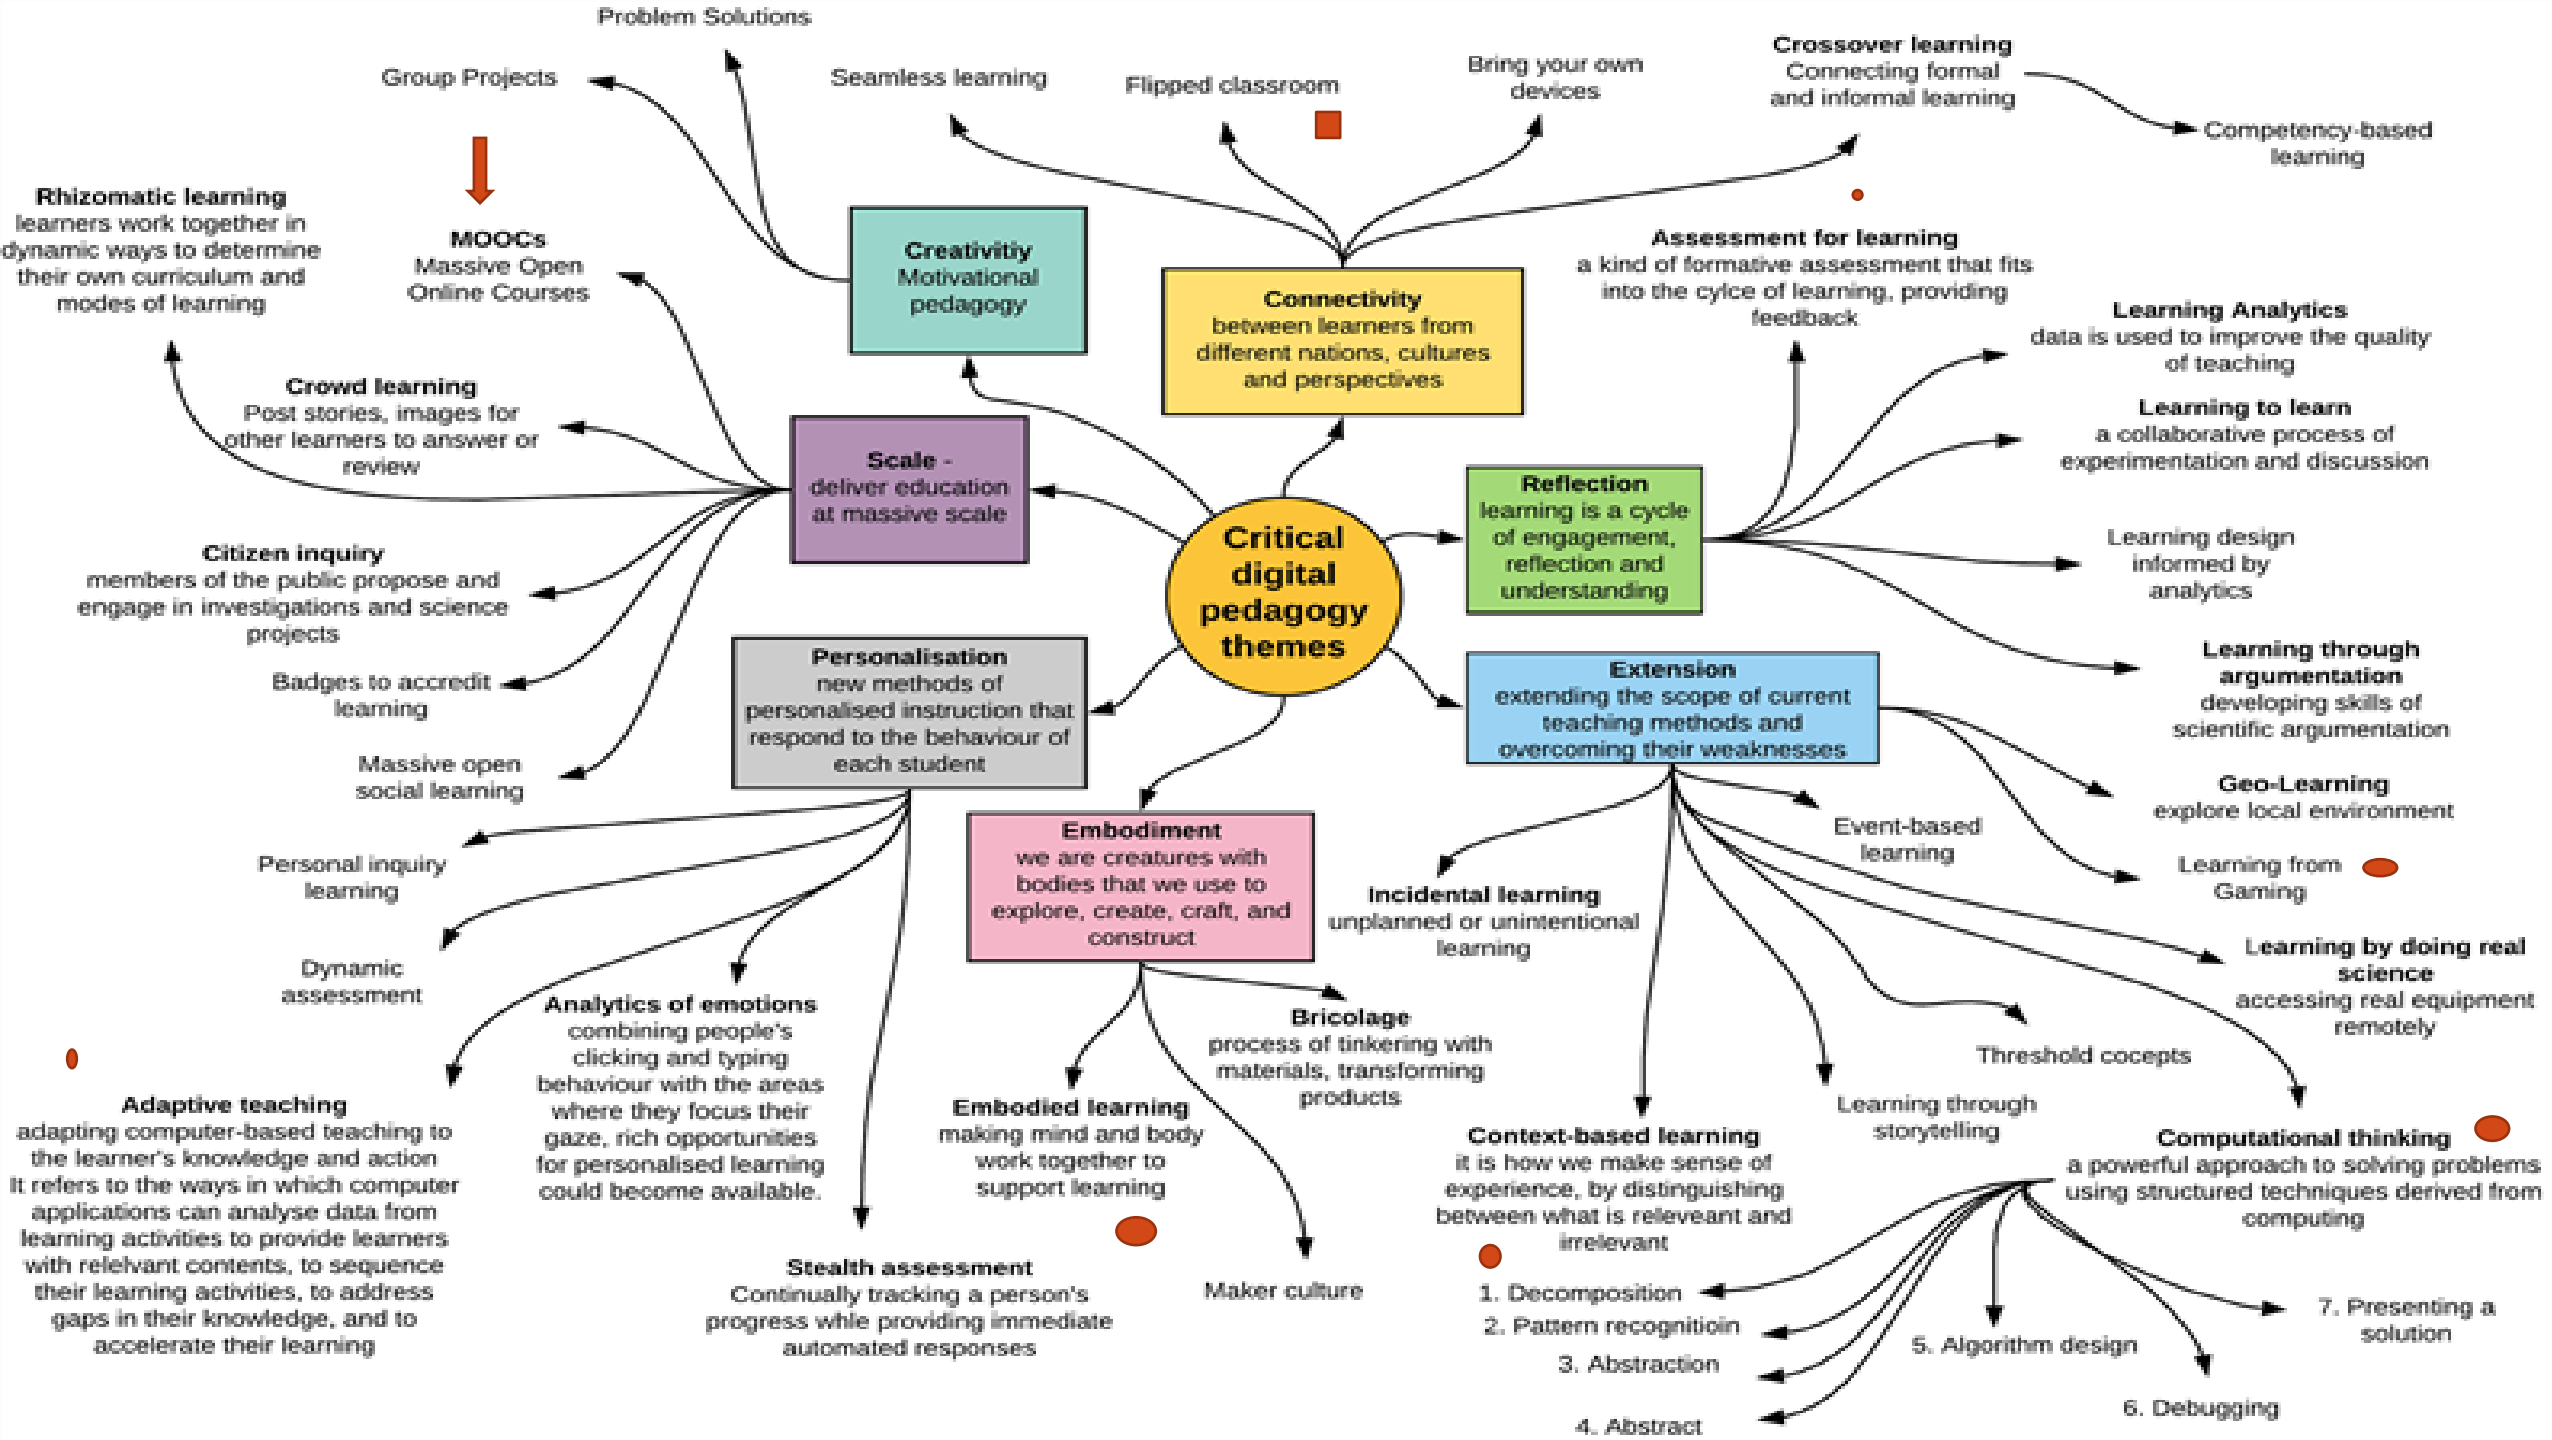 Problem Solutions
Group Projects
Seamless learning
Flipped classroom
Bring your own
devices
Crossover learning
Connecting formal
and informal learning
Competency-based
learning
Rhizomatic learning
learners work together in
dynamic ways to determine
their own curriculum and
modes of learning
MOOCs
Massive Open
Online Courses
Creativitiy
Motivational
pedagogy
Connectivity
between learners from
different nations, cultures
and perspectives
Assessment for learning
a kind of formative assessment that fits
into the cylce of learning, providing
feedback
Learning Analytics
data is used to improve the quality
of teaching
Crowd learning
Post stories, images for
other learners to answer or
review
Scale -
deliver education
at massive scale
Learning to learn
a collaborative process of
experimentation and discussion
Reflection
learning is a cycle
of engagement,
reflection and
understanding
Critical
digital
pedagogy
themes
Learning design
informed by
analytics
Citizen inquiry
members of the public propose and
engage in investigations and science
projects
Learning through
argumentation
developing skills of
scientific argumentation
Badges to accredit
learning
Personalisation
new methods of
personalised instruction that
respond to the behaviour of
each student
Extension
extending the scope of current
teaching methods and
overcoming their weaknesses
Massive open
social learning
Geo-Learning
explore local environment
Personal inquiry
learning
Embodiment
we are creatures with
bodies that we use to
explore, create, craft, and
construct
Event-based
learning
Learning from
Gaming
Incidental learning
unplanned or unintentional
learning
Dynamic
assessment
Learning by doing real
science
accessing real equipment
remotely
Analytics of emotions
combining people's
clicking and typing
behaviour with the areas
where they focus their
gaze, rich opportunities
for personalised learning
could become available.
Bricolage
process of tinkering with
materials, transforming
products
Threshold cocepts
Adaptive teaching
adapting computer-based teaching to
the learner's knowledge and action
It refers to the ways in which computer
applications can analyse data from
learning activities to provide learners
with relelvant contents, to sequence
their learning activities, to address
gaps in their knowledge, and to
accelerate their learning
Embodied learning
making mind and body
work together to
support learning
Learning through
storytelling
Context-based learning
it is how we make sense of
experience, by distinguishing
between what is releveant and
irrelevant
Computational thinking
a powerful approach to solving problems
using structured techniques derived from
computing
Stealth assessment
Continually tracking a person's
progress whle providing immediate
automated responses
Maker culture
1. Decomposition
2. Pattern recognitioin
3. Abstraction
4. Abstract
5. Algorithm design
6. Debugging
7. Presenting a
solution